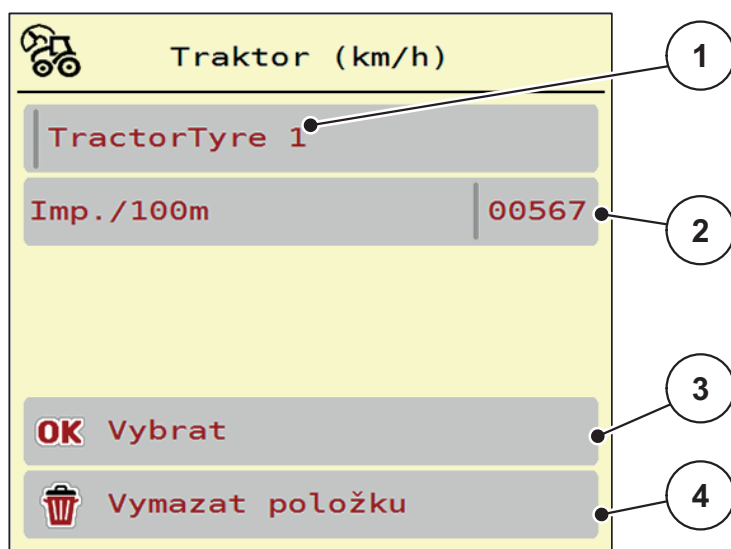 Traktor (km/h)
1
TractorTyre 1
Imp./100m 00567
2
OK Vybrat
3
Vymazat položku
4